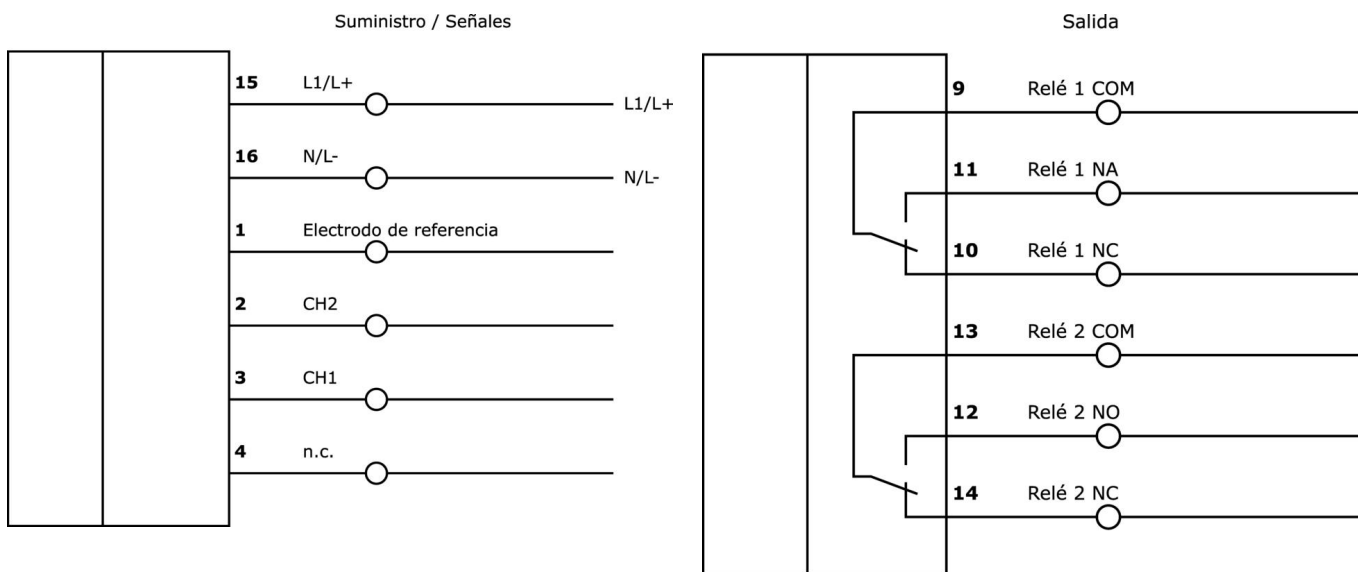 Suministro / Señales
15 L1/L+
L1/L+
16 N/L-
N/L-
1 Electrodo de referencia
2 CH2
3 CH1
4 n.c.
Salida
9 Relé 1 COM
11 Relé 1 NA
10 Relé 1 NC
13 Relé 2 COM
12 Relé 2 NO
14 Relé 2 NC